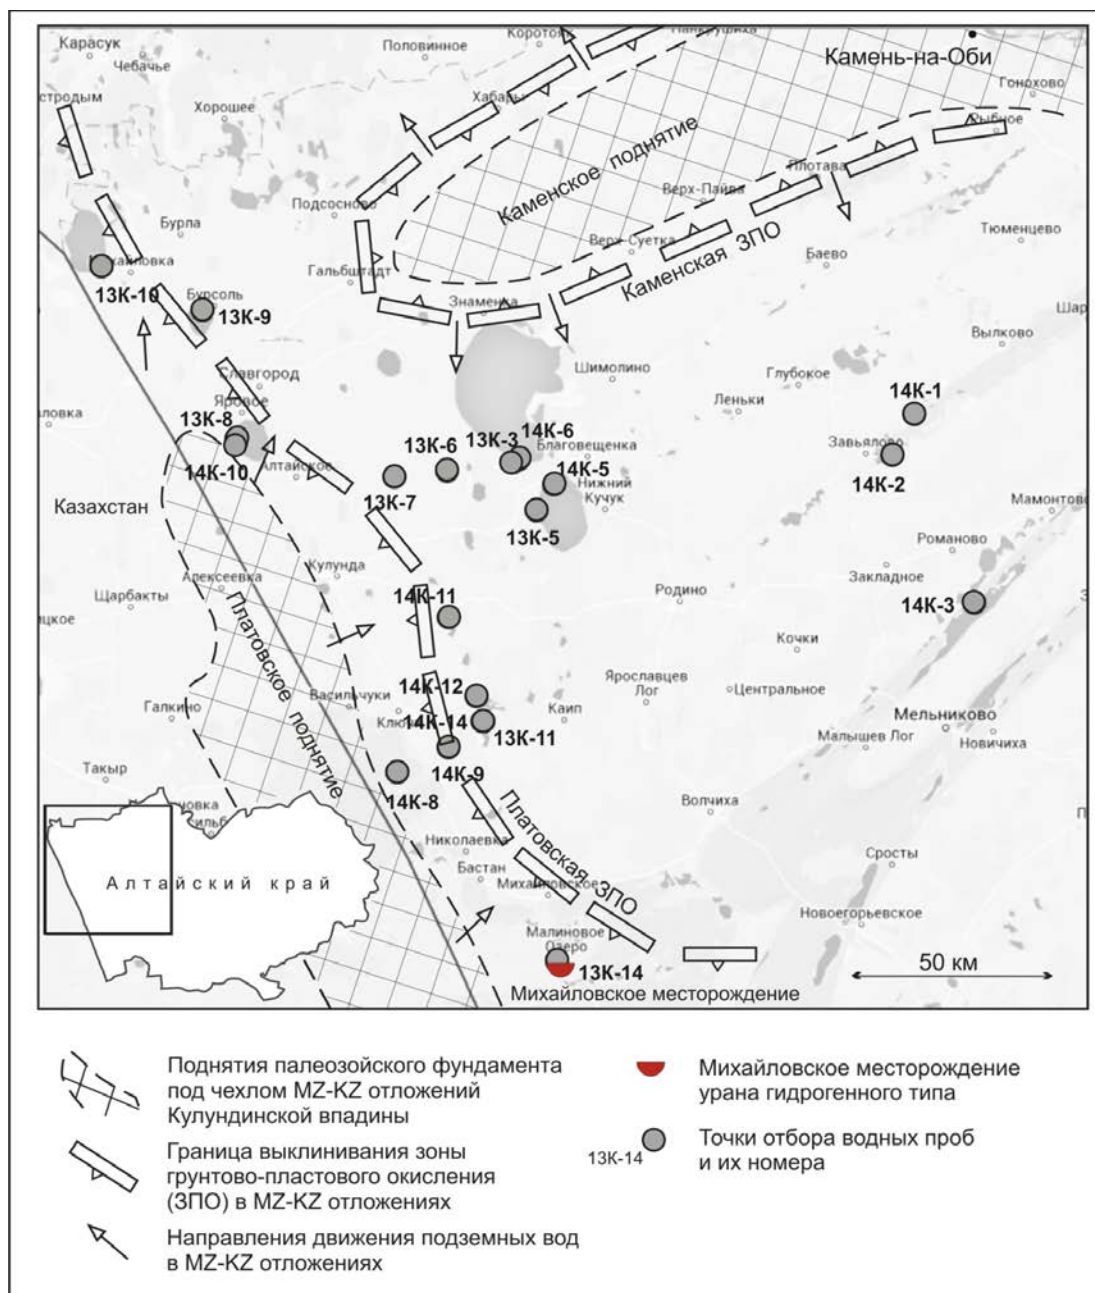 Карасук
Чебачье
Половинное
Коротояк
Панкрушиха
Камень-на-Оби
Гонохово
Хорошее
Хабары
Рыбное
Каменское поднятие
Плотава
Верх-Пайва
Подсосново
Бурла
Тюменцево
Верх-Суетка
Каменская ЗПО
Баево
Гальбштадт
13К-10
Бурсоль
13К-9
Знаменка
Вылково
Шимолино
Глубокое
Славгород
Леньки
14К-1
Яровое
13К-8
14К-10
13К-6
13К-3
14К-6
Благовещенка
Завьялово
14К-2
Алтайское
13К-7
14К-5
Нижний
Кучук
13К-5
Казахстан
Мамонтово
Романово
Кулунда
Алексеевка
Закладное
Щарбакты
14К-11
Родино
14К-3
Платовское поднятие
Кочки
Ярославцев
Лог
Васильчуки
14К-12
Центральное
Галкино
14К-14
13К-11
Каип
Мельниково
Малышев Лог
Новичиха
14К-9
Такыр
14К-8
Платовская ЗПО
Волчиха
Николаевка
Бастан
Сросты
Алтайский край
Михайловское
Новоегорьевское
Малиновое
Озеро
13К-14
50 км
Михайловское месторождение
Поднятия палеозойского фундамента
под чехлом MZ-KZ отложений
Кулундинской впадины
Граница выклинивания зоны
грунтово-пластового окисления
(ЗПО) в MZ-KZ отложениях
Направления движения подземных вод
в MZ-KZ отложениях
Михайловское месторождение
урана гидрогенного типа
13К-14
Точки отбора водных проб
и их номера